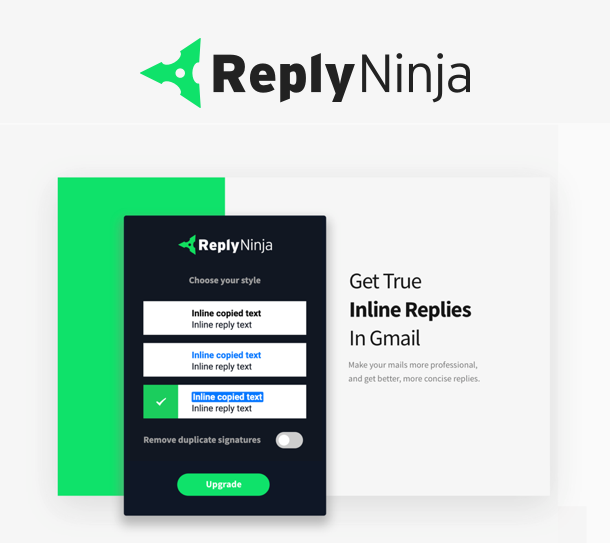 ReplyNinja
ReplyNinja
Choose your style
Inline copied text
Inline reply text
Inline copied text
Inline reply text
Inline copied text
Inline reply text
Remove duplicate signatures
Upgrade
Get True
Inline Replies
In Gmail
Make your mails more professional,
and get better, more concise replies.